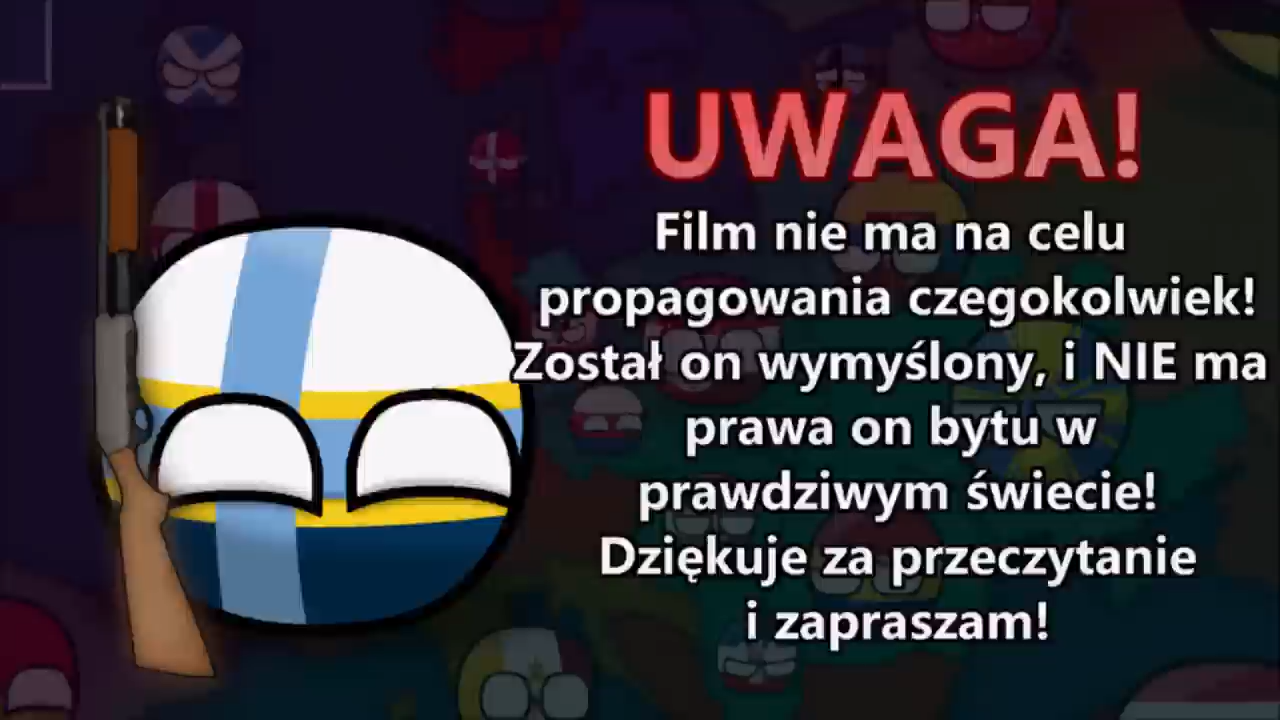 UWAGA!
Film nie ma na celu
propagowania czegokolwiek!
Został on wymyślony, i NIE ma
prawa on bytu w
prawdziwym świecie!
Dziękuje za przeczytanie
i zapraszam!